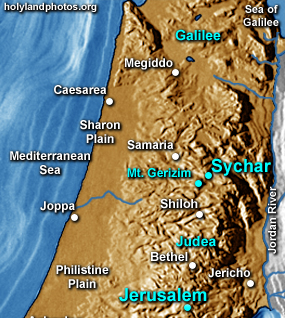 holylandphotos.org
Sea of
Galilee
Galilee
Megiddo
Caesarea
Sharon
Plain
Samaria
Mediterranean
Sea
Sychar
Mt. Gerizim
Joppa
Shiloh
Jordan River
Judea
Bethel
Philistine
Plain
Jericho
Jerusalem